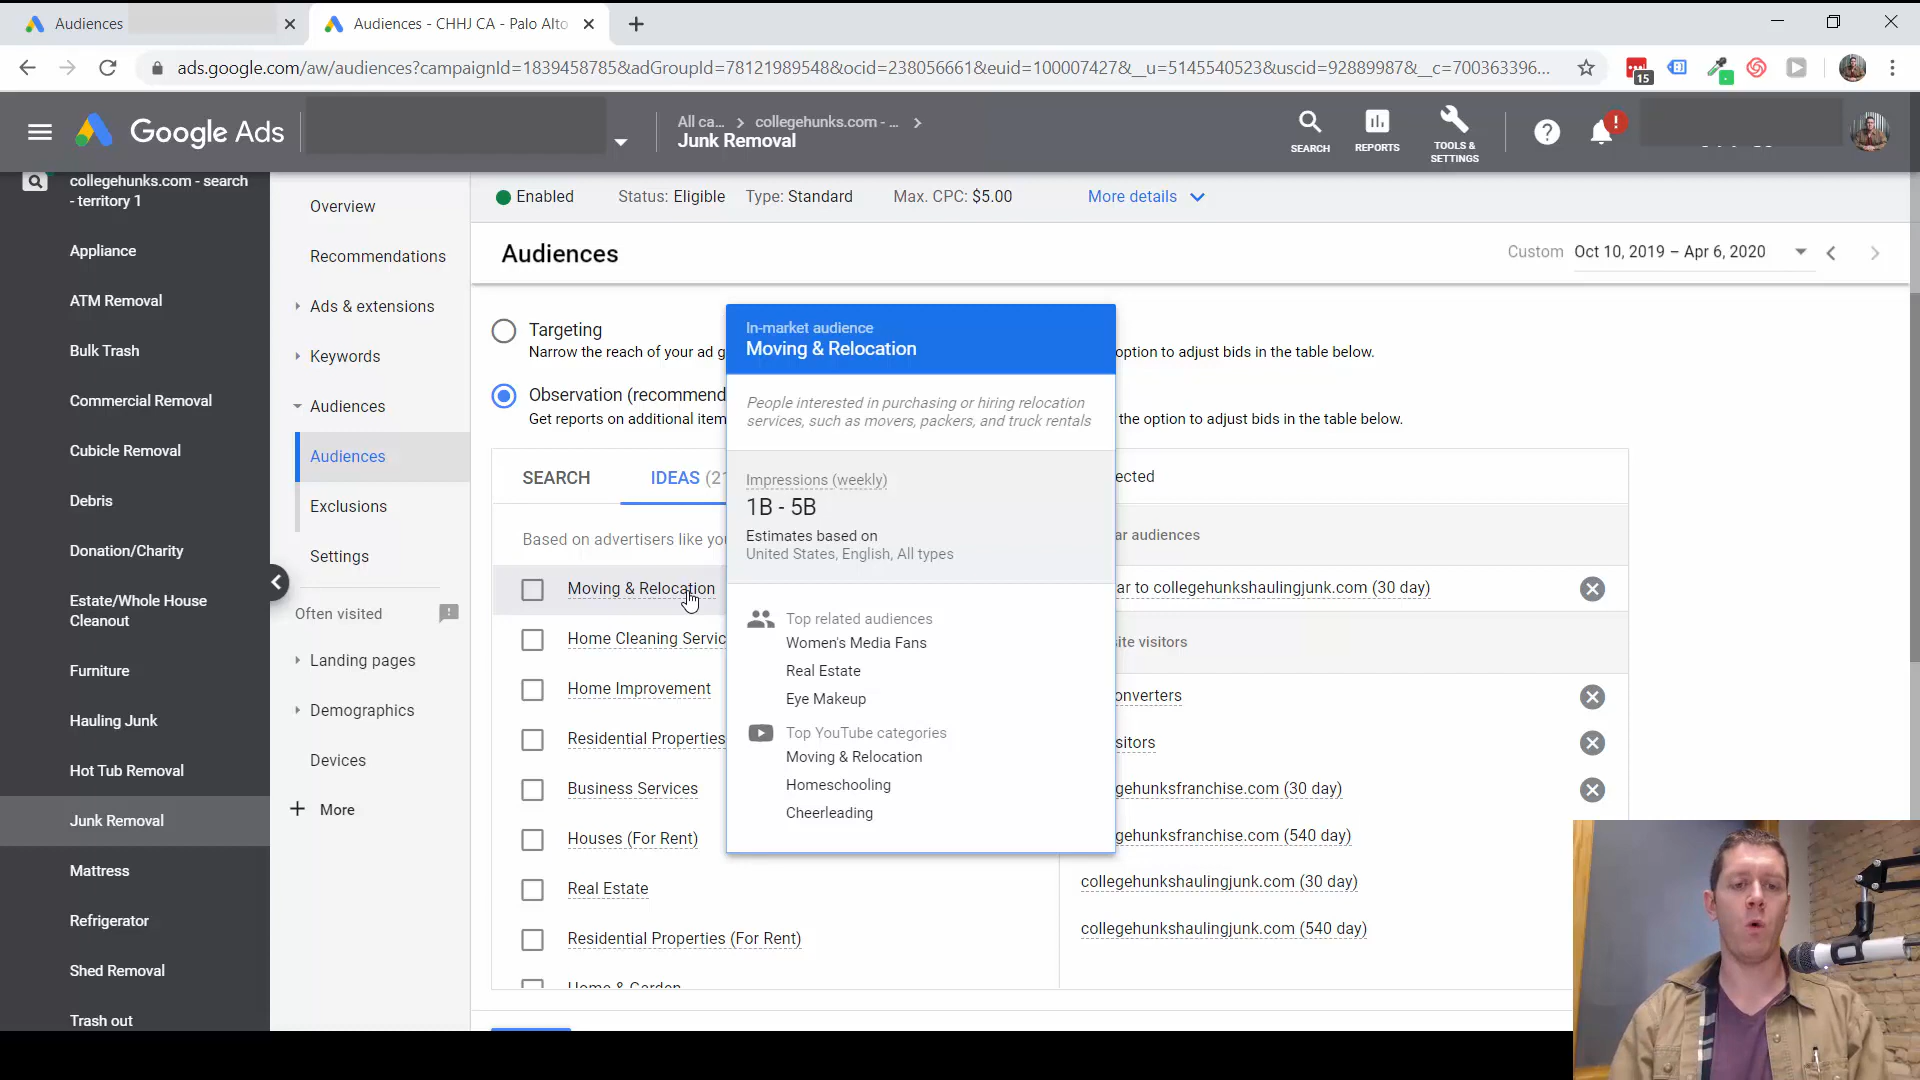 Audiences
Audiences - CHHJ CA - Palo Alto
ads.google.com/aw/audiences?campaignId=1839458785&adGroupId=78121989548&ocid=238056661&euid=100007427&__u=5145540523&uscid=92889987&__c=700363396...
15
Google Ads
All ca...
collegehunks.com - ...
Junk Removal
SEARCH
REPORTS
TOOLS &
SETTINGS
collegehunks.com - search
- territory 1
Appliance
ATM Removal
Bulk Trash
Commercial Removal
Cubicle Removal
Debris
Donation/Charity
Estate/Whole House
Cleanout
Furniture
Hauling Junk
Hot Tub Removal
Junk Removal
Mattress
Refrigerator
Shed Removal
Trash out
Overview
Recommendations
Ads & extensions
Keywords
Audiences
Audiences
Exclusions
Settings
Often visited
Landing pages
Demographics
Devices
More
Enabled
Status: Eligible
Type: Standard
Max. CPC: $5.00
More details
Audiences
Custom
Oct 10, 2019 – Apr 6, 2020
Targeting
Narrow the reach of your ad g
option to adjust bids in the table below.
Observation (recommend
Get reports on additional item
the option to adjust bids in the table below.
SEARCH
IDEAS (21
ected
Based on advertisers like you
Moving & Relocation
Home Cleaning Servic
Home Improvement
Residential Properties
Business Services
Houses (For Rent)
Real Estate
Residential Properties (For Rent)
Home & Garden
In-market audience
Moving & Relocation
People interested in purchasing or hiring relocation
services, such as movers, packers, and truck rentals
Impressions (weekly)
1B - 5B
Estimates based on
United States, English, All types
Top related audiences
Women's Media Fans
Real Estate
Eye Makeup
Top YouTube categories
Moving & Relocation
Homeschooling
Cheerleading
ar audiences
ar to collegehunkshaulingjunk.com (30 day)
ite visitors
onverters
sitors
gehunksfranchise.com (30 day)
gehunksfranchise.com (540 day)
collegehunkshaulingjunk.com (30 day)
collegehunkshaulingjunk.com (540 day)